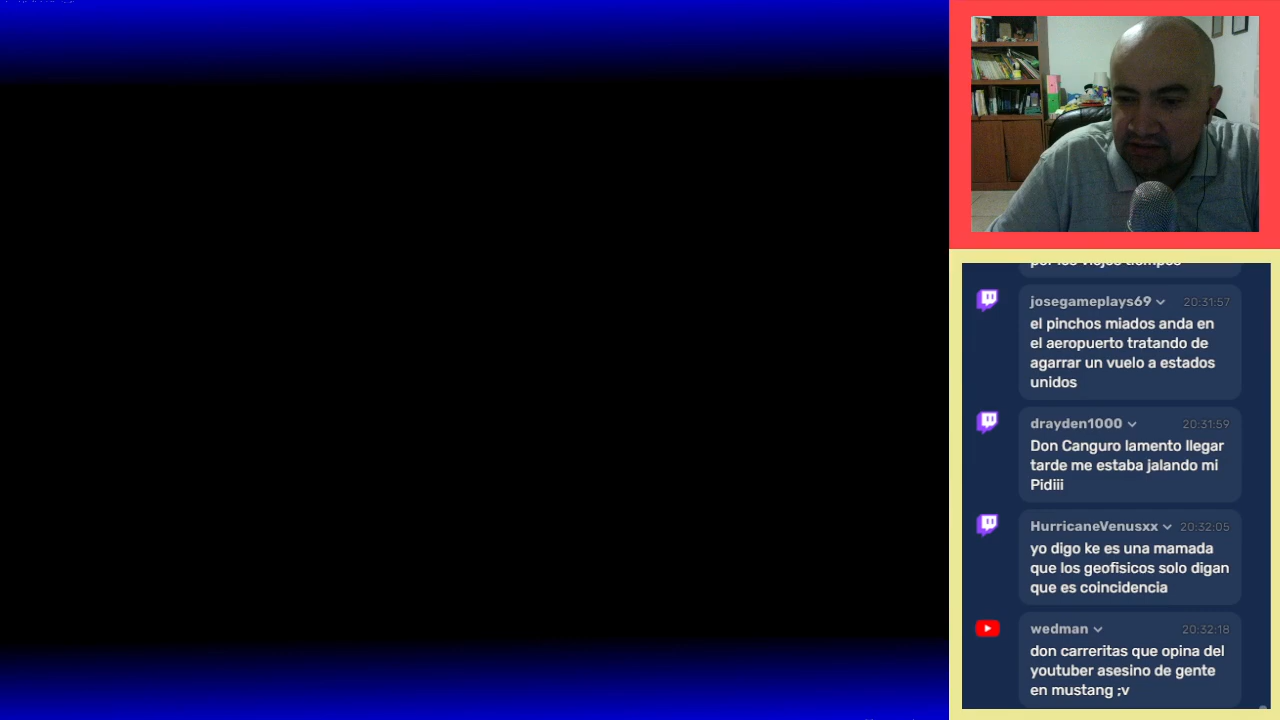 josegameplays69 20:31:57
el pinchos miados anda en
el aeropuerto tratando de
agarrar un vuelo a estados
unidos
drayden1000 20:31:59
Don Canguro lamento llegar
tarde me estaba jalando mi
Pidiii
HurricaneVenusxx 20:32:05
yo digo ke es una mamada
que los geofisicos solo digan
que es coincidencia
wedman 20:32:18
don carreritas que opina del
youtuber asesino de gente
en mustang ;v